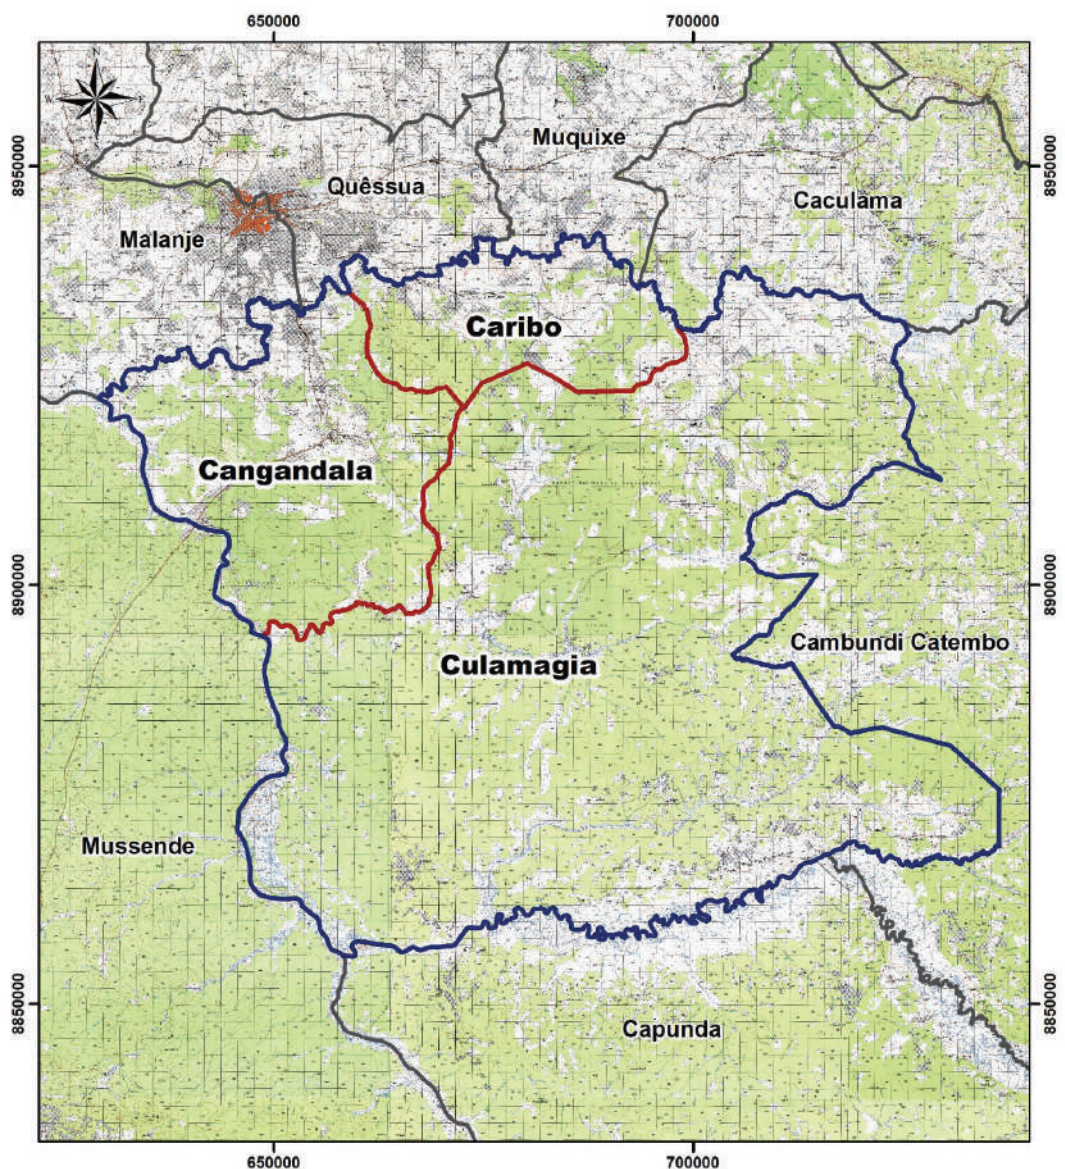 650000
700000
N
Muquixe
8950000
8950000
Quêssua
Caculama
Malanje
Caribo
Cangandala
8900000
8900000
Cambundi Catembo
Culamagia
Mussende
8850000
8850000
Capunda
650000
700000